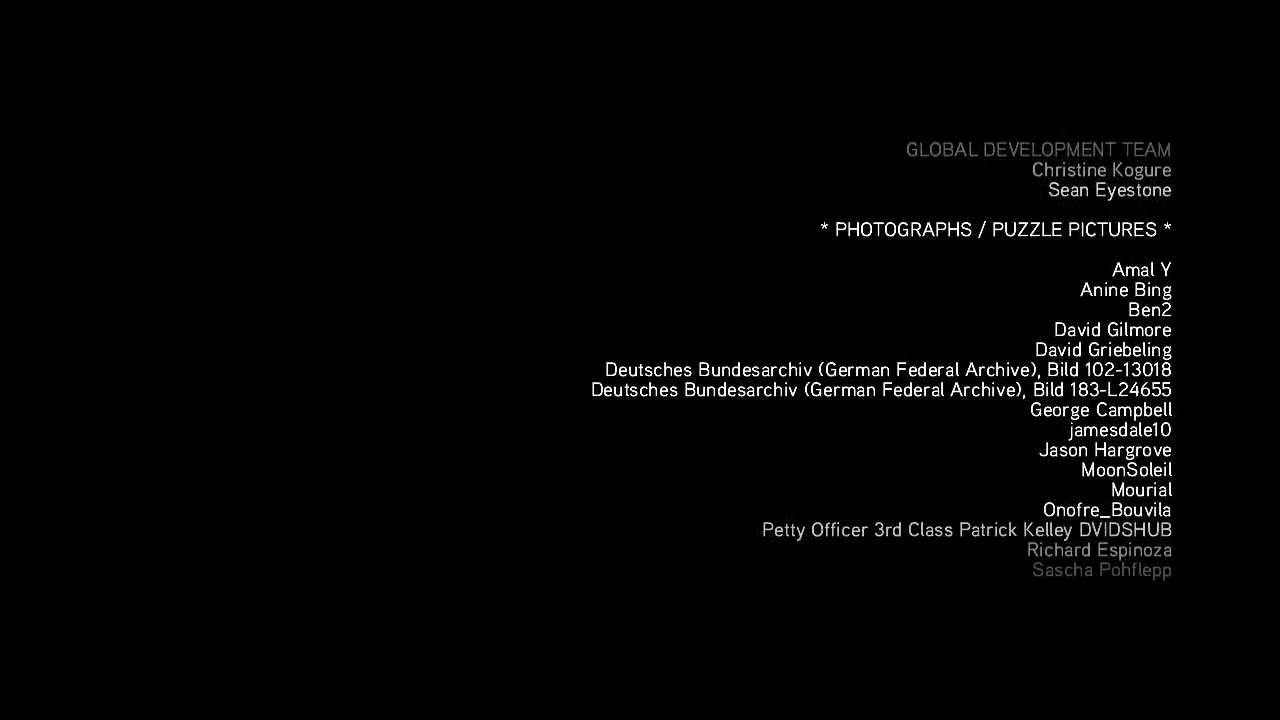 GLOBAL DEVELOPMENT TEAM
Christine Kogure
Sean Eyestone
* PHOTOGRAPHS / PUZZLE PICTURES *
Amal Y
Anine Bing
Ben2
David Gilmore
David Griebeling
Deutsches Bundesarchiv (German Federal Archive), Bild 102-13018
Deutsches Bundesarchiv (German Federal Archive), Bild 183-L24655
George Campbell
jamesdale10
Jason Hargrove
MoonSoleil
Mourial
Onofre_Bouvila
Petty Officer 3rd Class Patrick Kelley DVIDSHUB
Richard Espinoza
Sascha Pohflepp